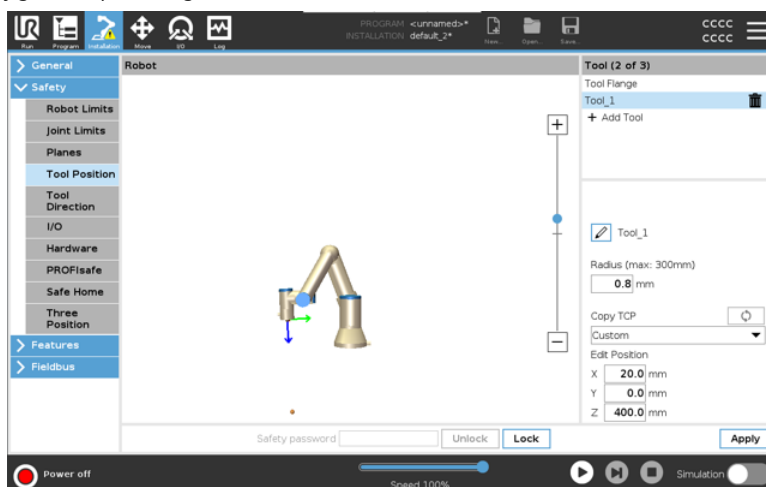 UR
Run
Program
Installation
Move
I/O
Log
PROGRAM <unnamed>*
INSTALLATION default_2*
New...
Open...
Save...
CCCC
CCCC
General
Safety
Robot Limits
Joint Limits
Planes
Tool Position
Tool
Direction
I/O
Hardware
PROFIsafe
Safe Home
Three
Position
Features
Fieldbus
Robot
Safety password
Unlock
Lock
Tool (2 of 3)
Tool Flange
Tool_1
+ Add Tool
Tool_1
Radius (max: 300mm)
0.8 mm
Copy TCP
Custom
Edit Position
X 20.0 mm
Y 0.0 mm
Z 400.0 mm
Apply
Power off
Speed 100%
Simulation